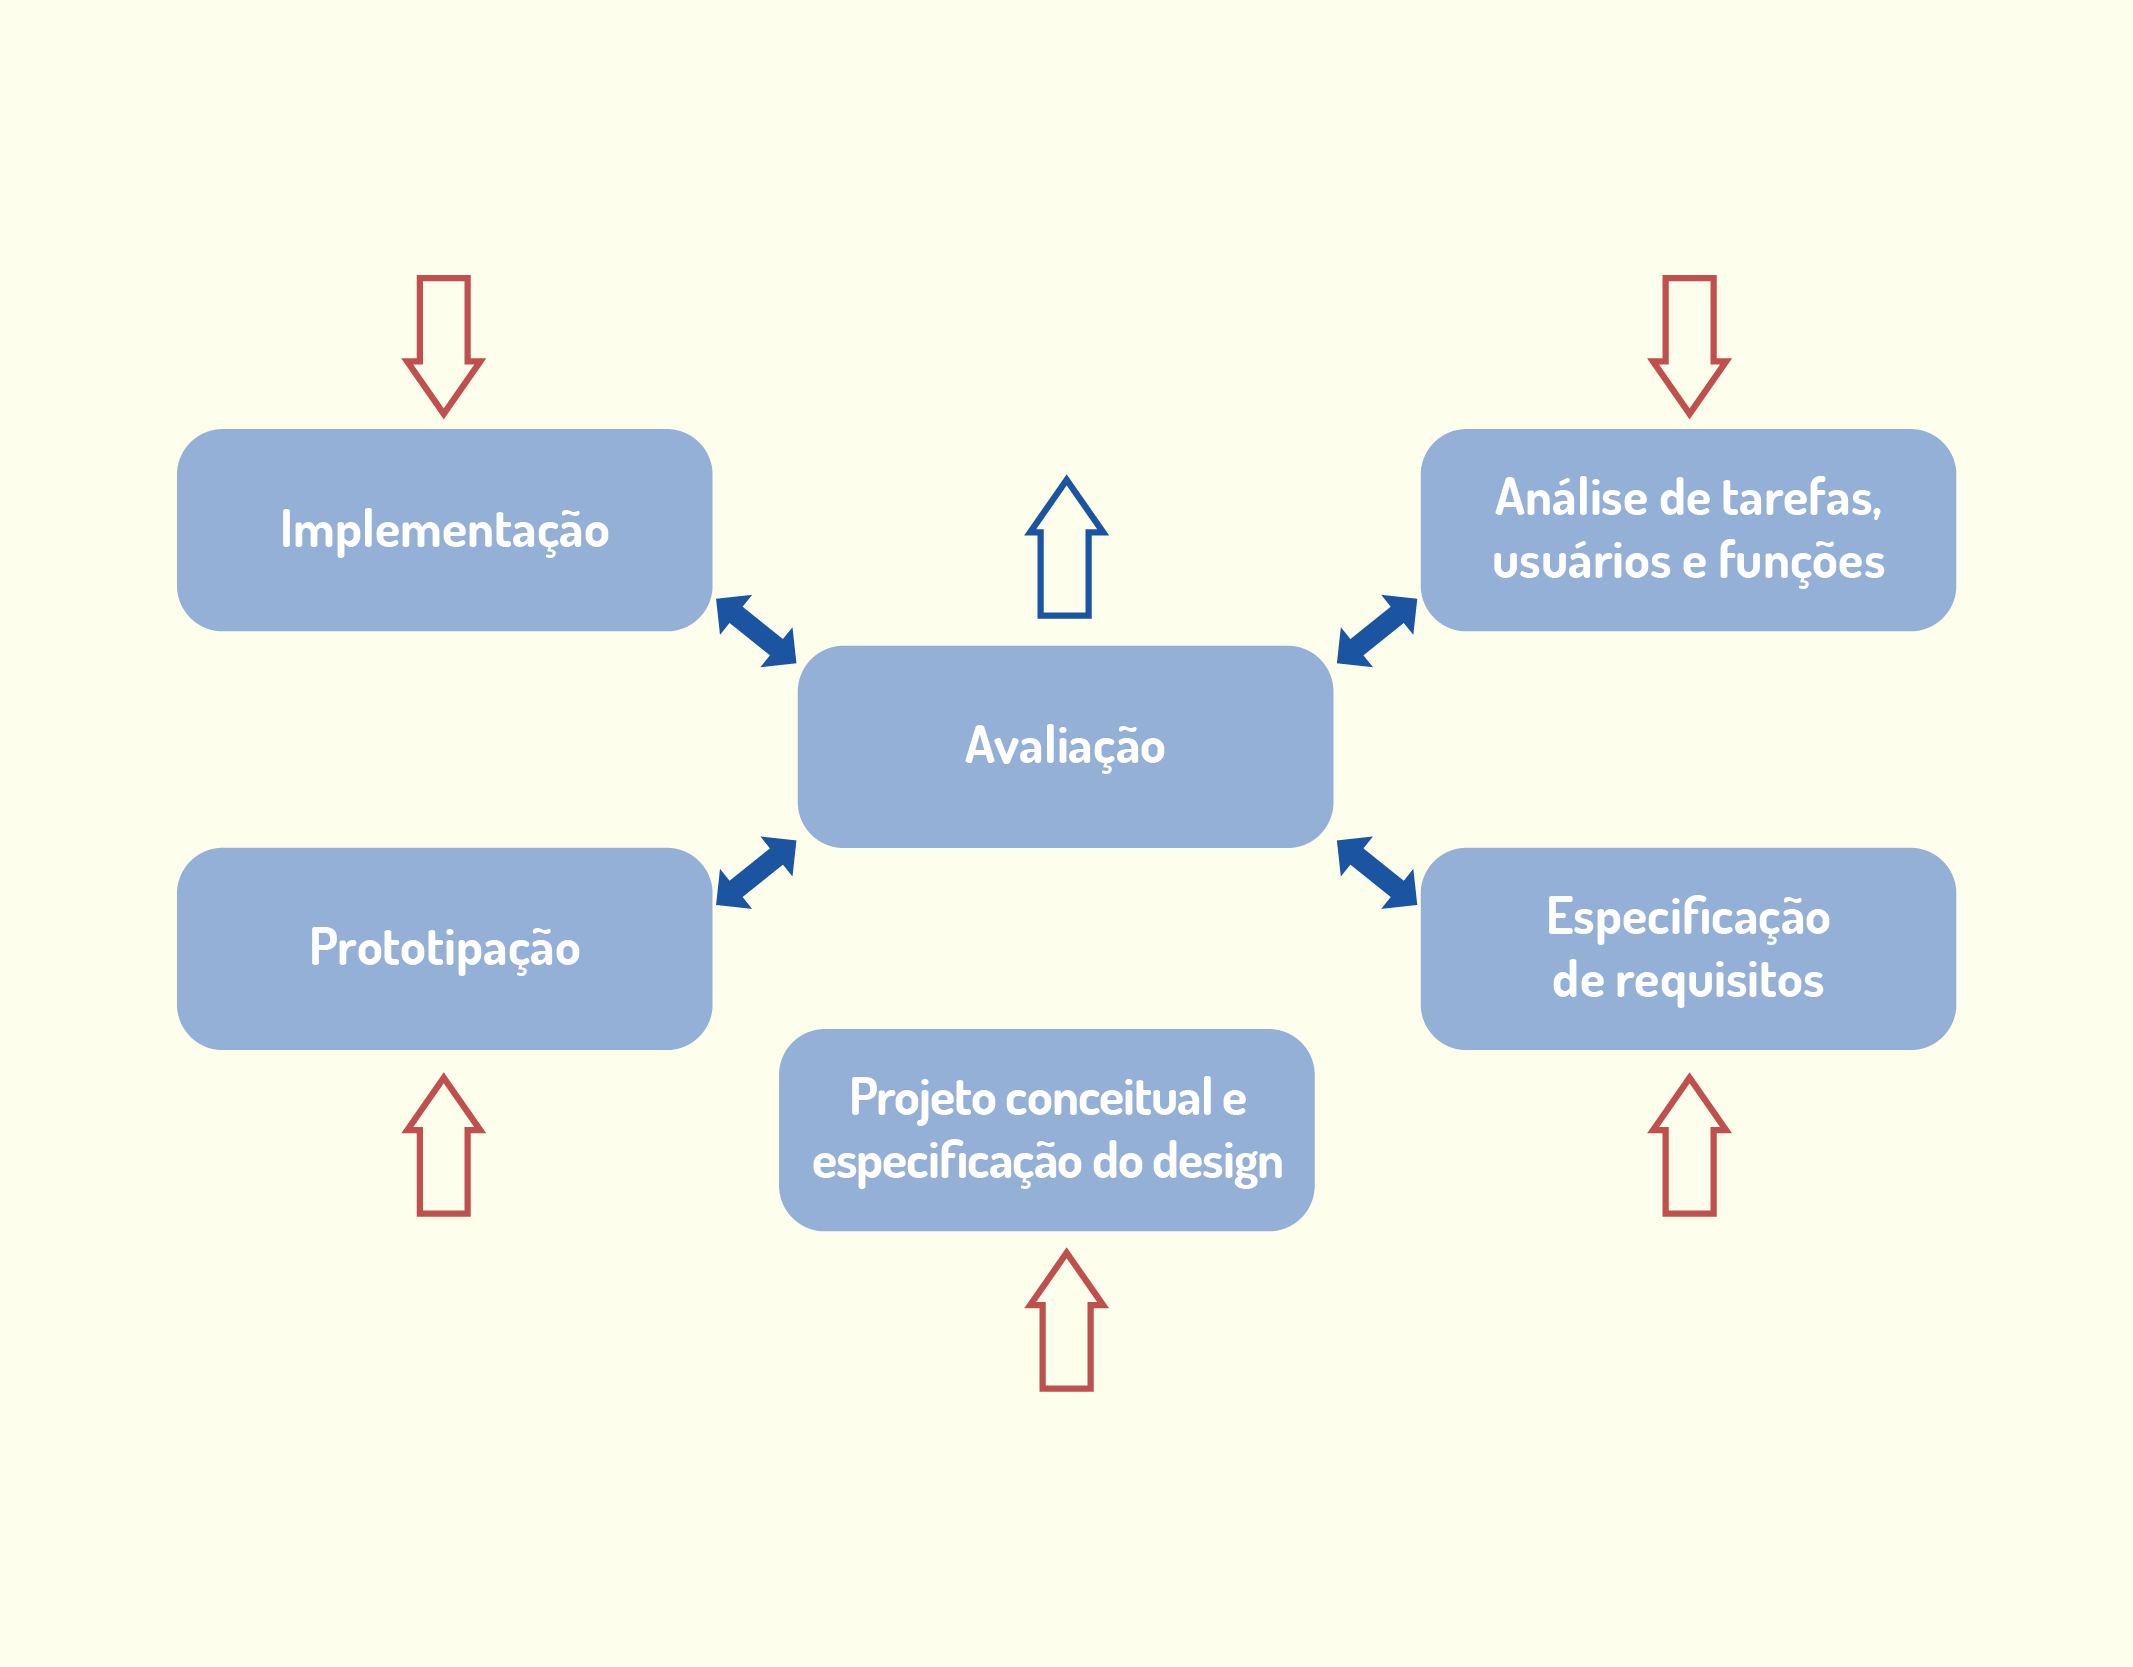 Implementação
Análise de tarefas,
usuários e funções
Avaliação
Prototipação
Especificação
de requisitos
Projeto conceitual e
especificação do design